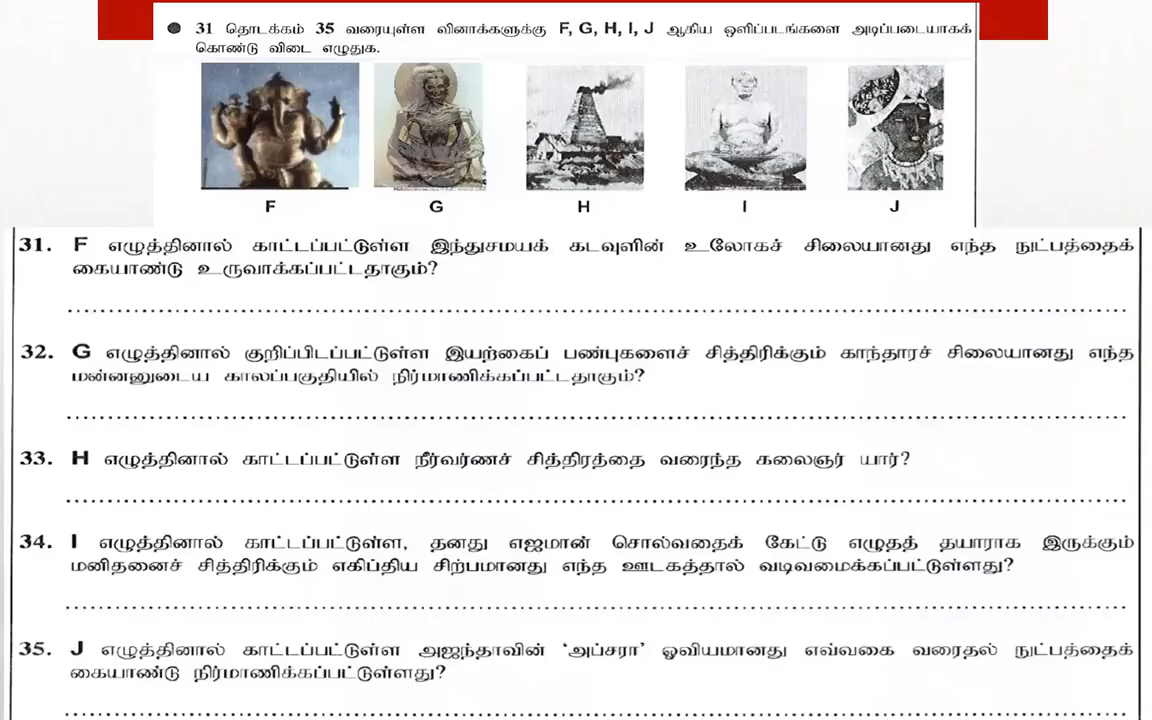 ● 31 தொடக்கம் 35 வரையுள்ள வினாக்களுக்கு F, G, H, I, J ஆகிய ஒளிப்படங்களை அடிப்படையாகக்
கொண்டு விடை எழுதுக.
F G H I J
31. F எழுத்தினால் காட்டப்பட்டுள்ள இந்துசமயக் கடவுளின் உலோகச் சிலையானது எந்த நுட்பத்தைக்
கையாண்டு உருவாக்கப்பட்டதாகும்?
32. G எழுத்தினால் குறிப்பிடப்பட்டுள்ள இயற்கைப் பண்புகளைச் சித்திரிக்கும் காந்தாரச் சிலையானது எந்த
மன்னனுடைய காலப்பகுதியில் நிர்மாணிக்கப்பட்டதாகும்?
33. H எழுத்தினால் காட்டப்பட்டுள்ள நீர்வர்ணச் சித்திரத்தை வரைந்த கலைஞர் யார்?
34. I எழுத்தினால் காட்டப்பட்டுள்ள, தனது எஜமான் சொல்வதைக் கேட்டு எழுதத் தயாராக இருக்கும்
மனிதனைச் சித்திரிக்கும் எகிப்திய சிற்பமானது எந்த ஊடகத்தால் வடிவமைக்கப்பட்டுள்ளது?
35. J எழுத்தினால் காட்டப்பட்டுள்ள அஜந்தாவின் ‘அப்சரா’ ஓவியமானது எவ்வகை வரைதல் நுட்பத்தைக்
கையாண்டு நிர்மாணிக்கப்பட்டுள்ளது?